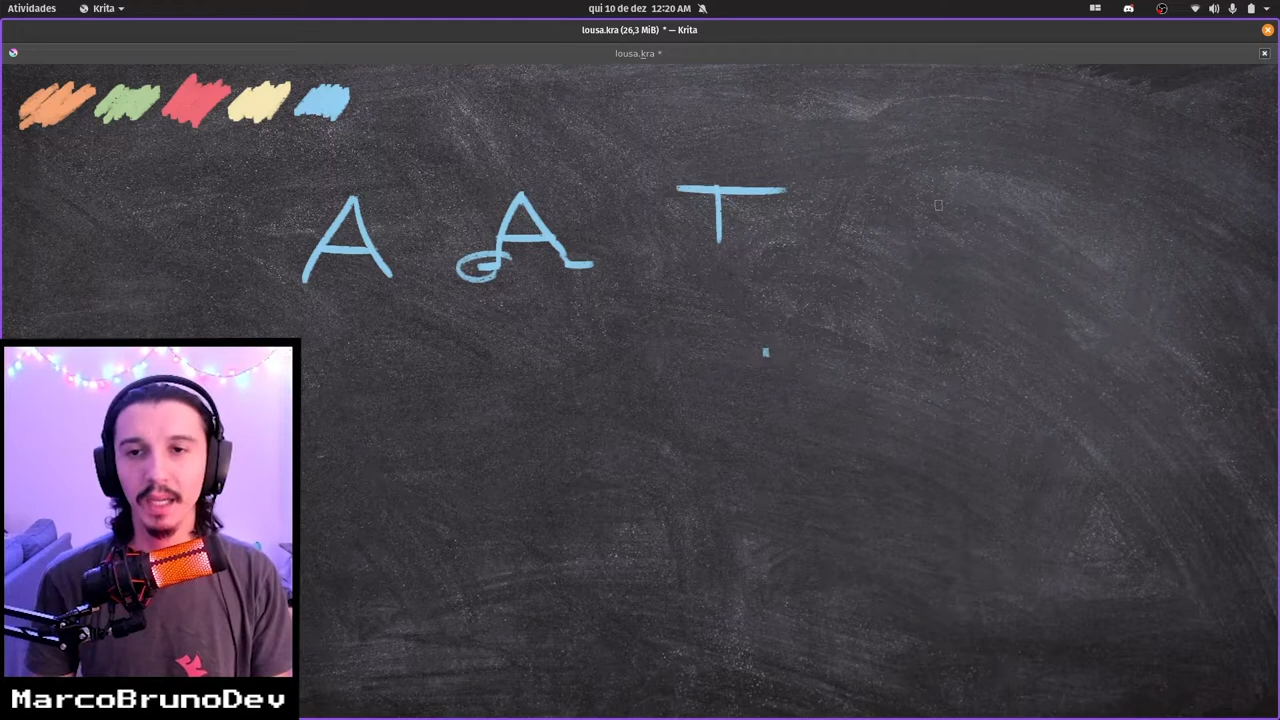 Atividades Krita qui 10 de dez 12:20 AM
lousa.kra (26,3 MiB) * — Krita
lousa.kra *
A A T
MarcoBrunoDev